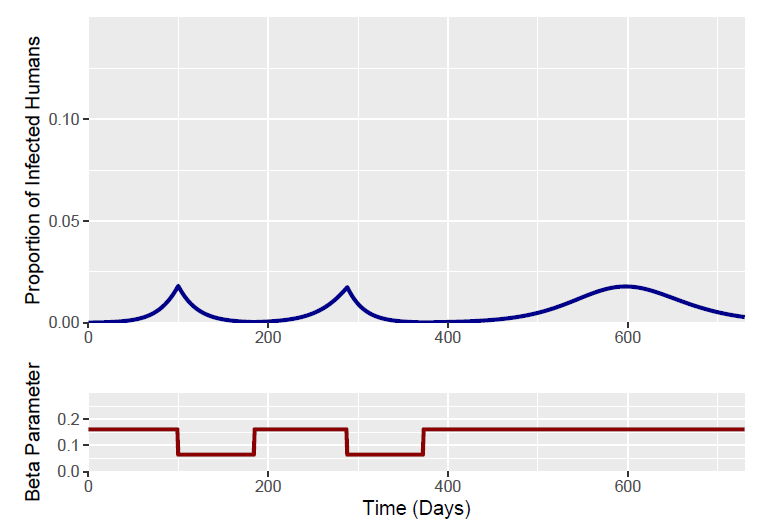 Proportion of Infected Humans
0.10
0.05
0.00
0 200 400 600
Beta Parameter
0.2
0.1
0.0
0 200 400 600
Time (Days)